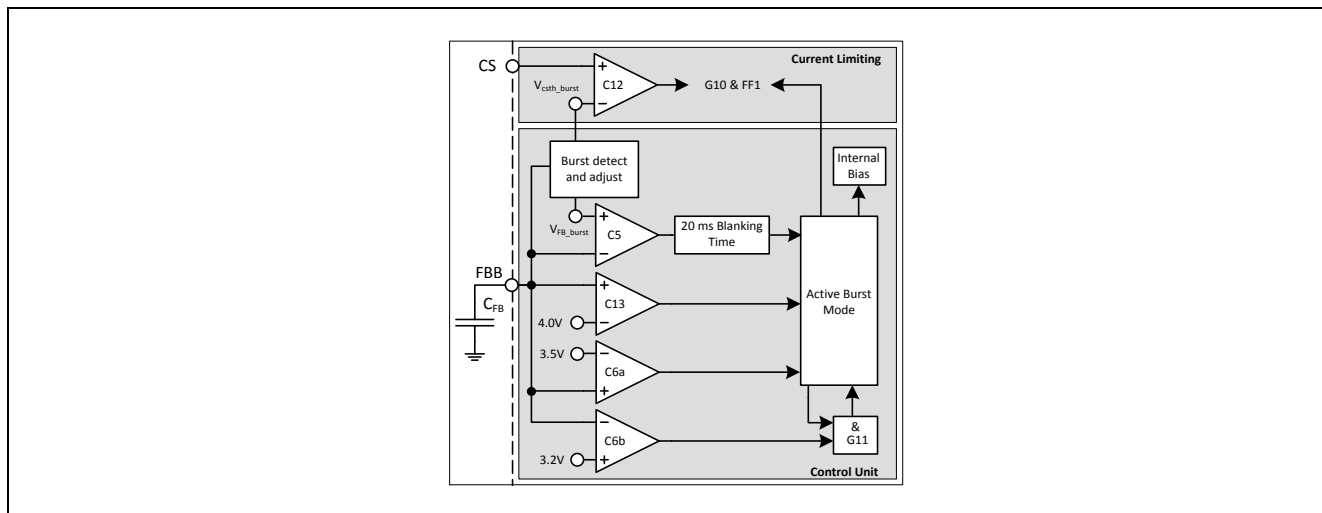 Current Limiting
CS
+
C12
−
G10 & FF1
Vcsth_burst
Burst detect
and adjust
Internal
Bias
VFB_burst
+
C5
−
20 ms Blanking
Time
FBB
CFB
+
C13
−
4.0V
Active Burst
Mode
3.5V
−
C6a
+
−
C6b
+
3.2V
&
G11
Control Unit